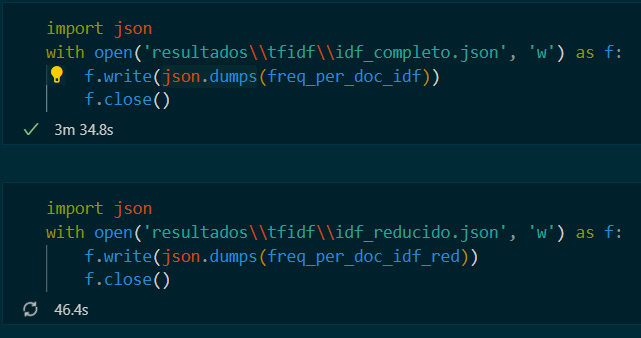 import json
with open('resultados\\tfidf\\idf_completo.json', 'w') as f:
    f.write(json.dumps(freq_per_doc_idf))
    f.close()
3m 34.8s
import json
with open('resultados\\tfidf\\idf_reducido.json', 'w') as f:
    f.write(json.dumps(freq_per_doc_idf_red))
    f.close()
46.4s